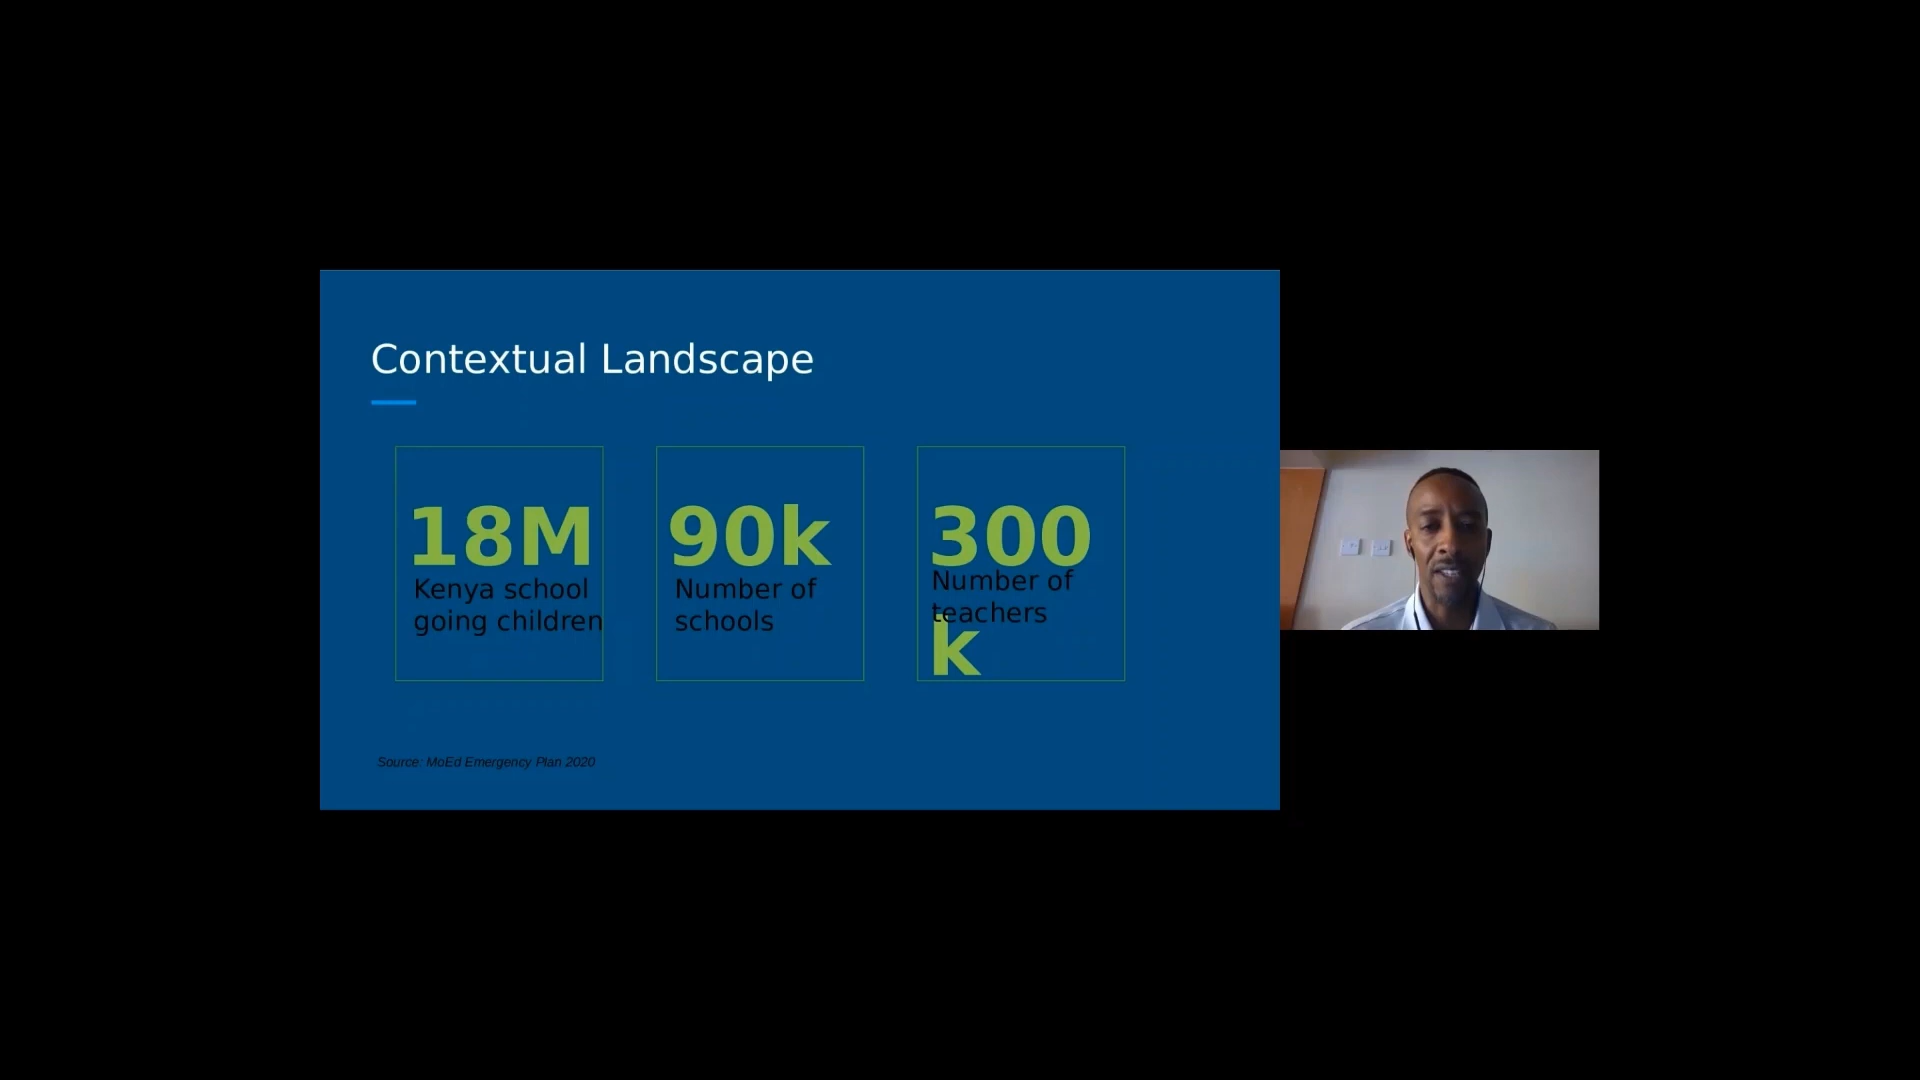 Contextual Landscape
18M
Kenya school
going children
90k
Number of
schools
300
k
Number of
teachers
Source: MoEd Emergency Plan 2020